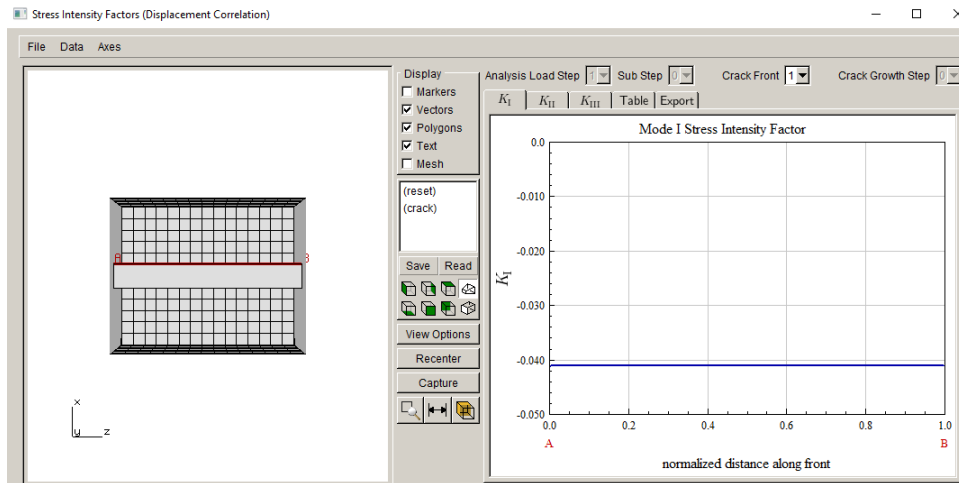 Stress Intensity Factors (Displacement Correlation)
File Data Axes
Display
Markers
Vectors
Polygons
Text
Mesh
(reset)
(crack)
Save Read
View Options
Recenter
Capture
A B
x
y z
Analysis Load Step 1 Sub Step 0 Crack Front 1 Crack Growth Step 0
KI KII KIII Table Export
Mode I Stress Intensity Factor
0.0
-0.010
-0.020
-0.030
-0.040
-0.050
KI
0.0 0.2 0.4 0.6 0.8 1.0
A B
normalized distance along front